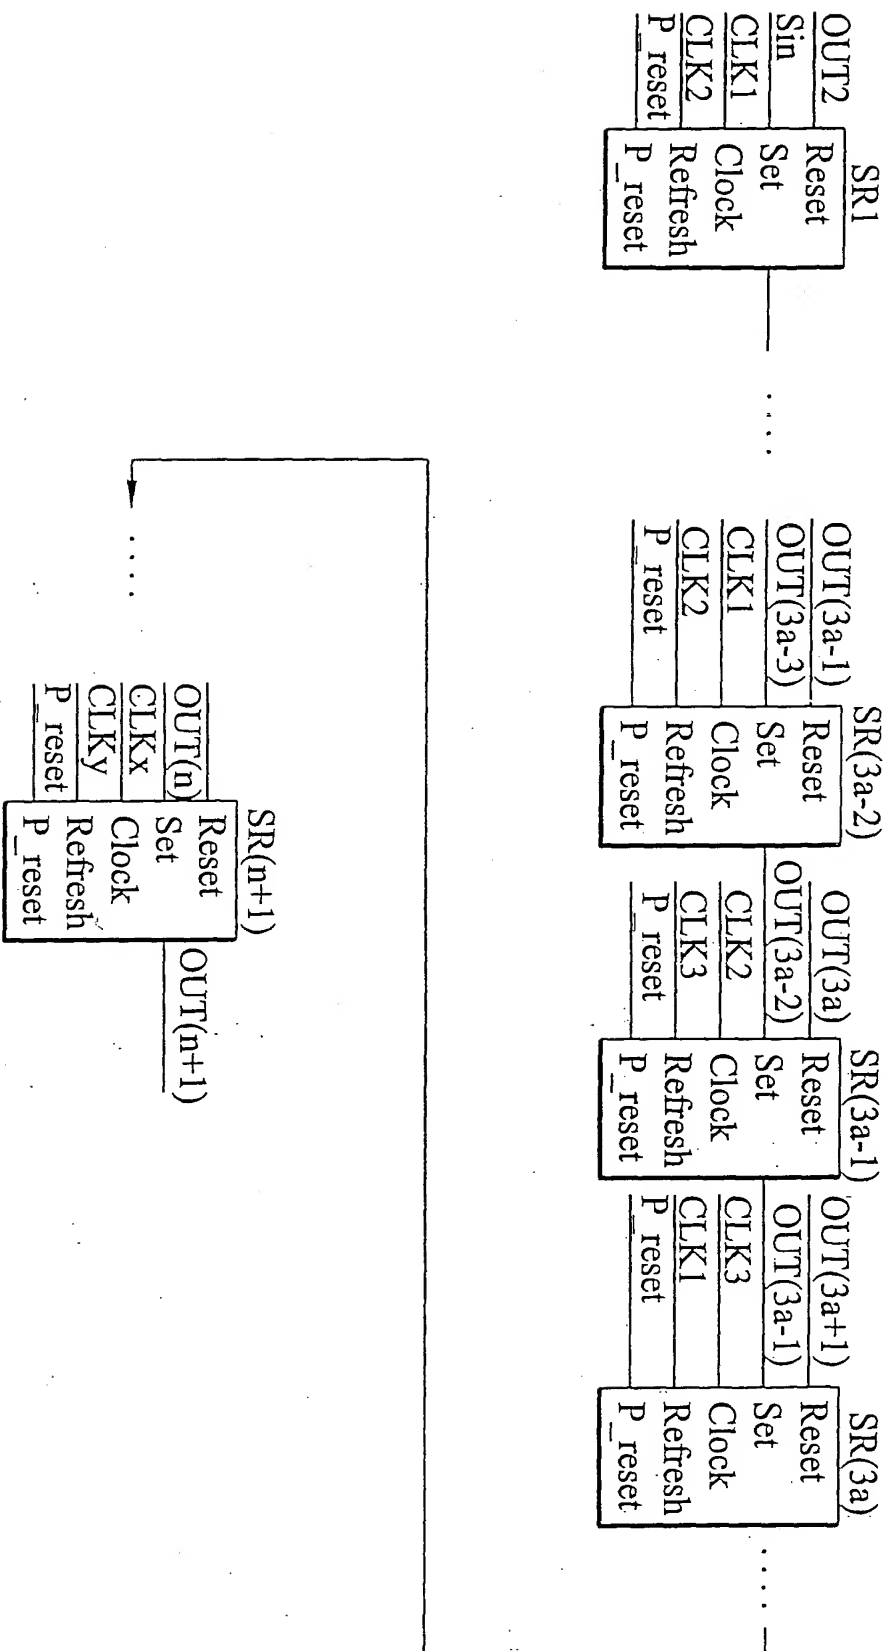 SR1
OUT2
Sin
CLK1
CLK2
P_reset
Reset
Set
Clock
Refresh
P_reset
....
SR(3a-2)
OUT(3a-1)
OUT(3a-3)
CLK1
CLK2
P_reset
Reset
Set
Clock
Refresh
P_reset
SR(3a-1)
OUT(3a)
OUT(3a-2)
CLK2
CLK3
P_reset
Reset
Set
Clock
Refresh
P_reset
SR(3a)
OUT(3a+1)
OUT(3a-1)
CLK3
CLK1
P_reset
Reset
Set
Clock
Refresh
P_reset
....
....
SR(n+1)
OUT(n)
CLKx
CLKy
P_reset
Reset
Set
Clock
Refresh
P_reset
OUT(n+1)